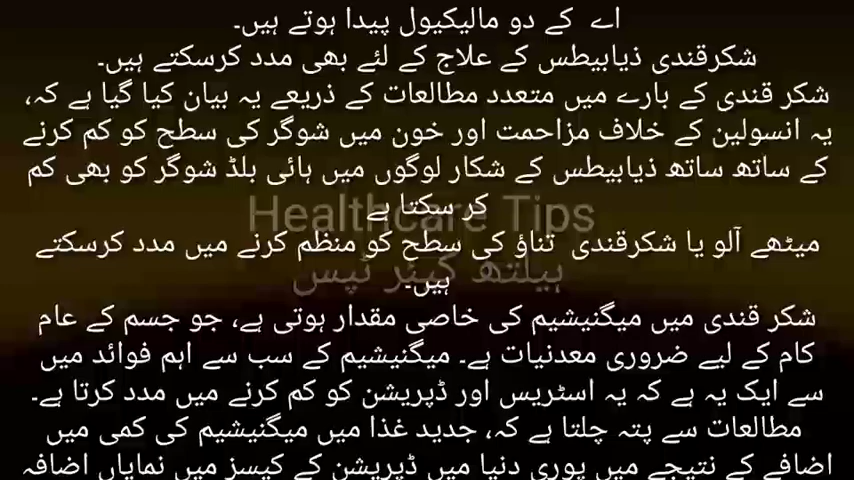 اے کے دو مالیکیول پیدا ہوتے ہیں۔
شکرقندی ذیابیطس کے علاج کے لئے بھی مدد کرسکتے ہیں۔
شکر قندی کے بارے میں متعدد مطالعات کے ذریعے یہ بیان کیا گیا ہے کہ،
یہ انسولین کے خلاف مزاحمت اور خون میں شوگر کی سطح کو کم کرنے
کے ساتھ ساتھ ذیابیطس کے شکار لوگوں میں ہائی بلڈ شوگر کو بھی کم
کر سکتا ہے
Healthcare Tips
میٹھے آلو یا شکرقندی تناؤ کی سطح کو منظم کرنے میں مدد کرسکتے
ہیں۔
ہیلتھ کیئر ٹپس
شکر قندی میں میگنیشیم کی خاصی مقدار ہوتی ہے، جو جسم کے عام
کام کے لیے ضروری معدنیات ہے۔ میگنیشیم کے سب سے اہم فوائد میں
سے ایک یہ ہے کہ یہ اسٹریس اور ڈپریشن کو کم کرنے میں مدد کرتا ہے۔
مطالعات سے پتہ چلتا ہے کہ، جدید غذا میں میگنیشیم کی کمی میں
اضافے کے نتیجے میں پوری دنیا میں ڈپریشن کے کیسز میں نمایاں اضافہ